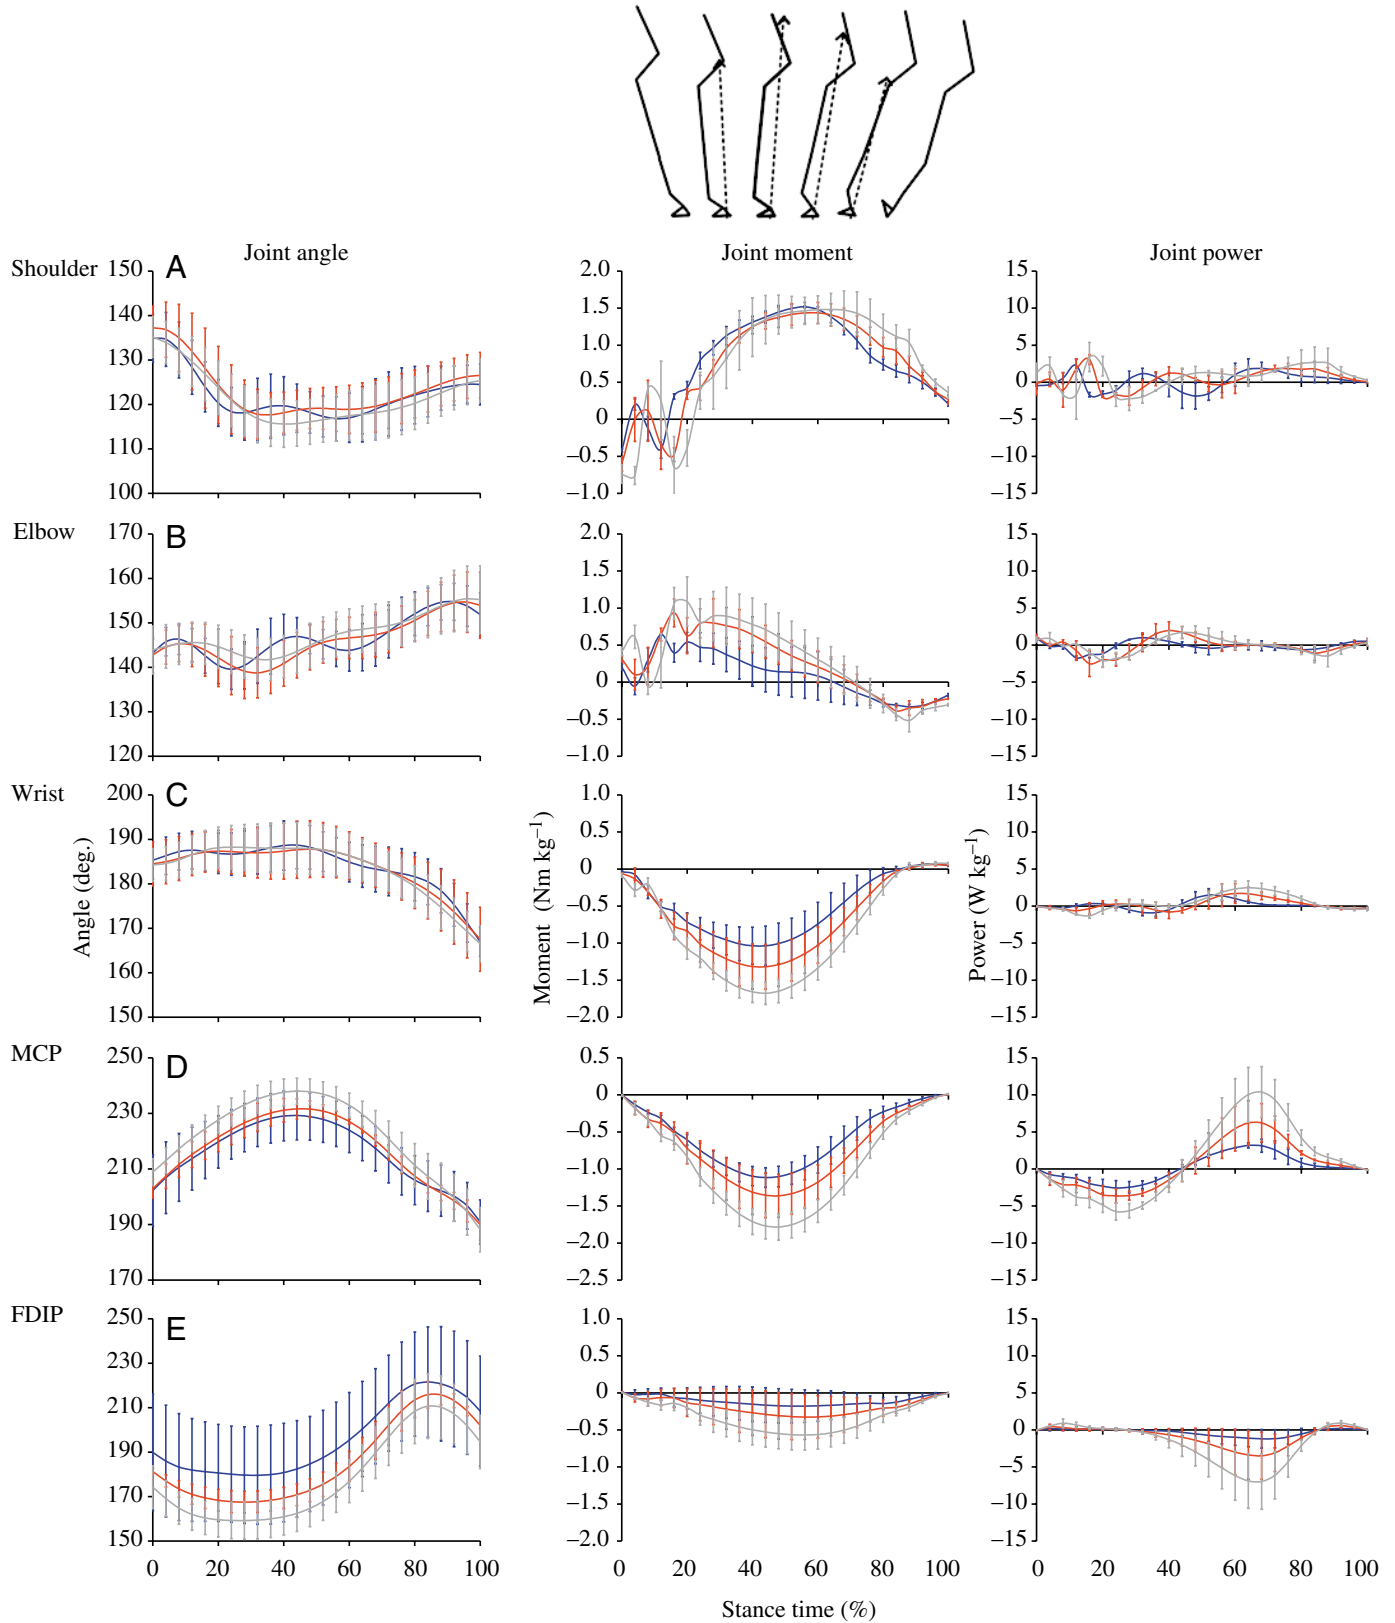 Joint angle Joint moment Joint power
Shoulder A
150 140 130 120 110 100
2.0 1.5 1.0 0.5 0 –0.5 –1.0
15 10 5 0 –5 –10 –15
Elbow B
170 160 150 140 130 120
2.0 1.5 1.0 0.5 0 –0.5 –1.0
15 10 5 0 –5 –10 –15
Wrist C
200 190 180 170 160 150
1.0 0.5 0 –0.5 –1.0 –1.5 –2.0
15 10 5 0 –5 –10 –15
Angle (deg.)
Moment (Nm kg–1)
Power (W kg–1)
MCP D
250 230 210 190 170
0.5 0 –0.5 –1.0 –1.5 –2.0 –2.5
15 10 5 0 –5 –10 –15
FDIP E
250 230 210 190 170 150
1.0 0.5 0 –0.5 –1.0 –1.5 –2.0
15 10 5 0 –5 –10 –15
0 20 40 60 80 100 0 20 40 60 80 100 0 20 40 60 80 100
Stance time (%)